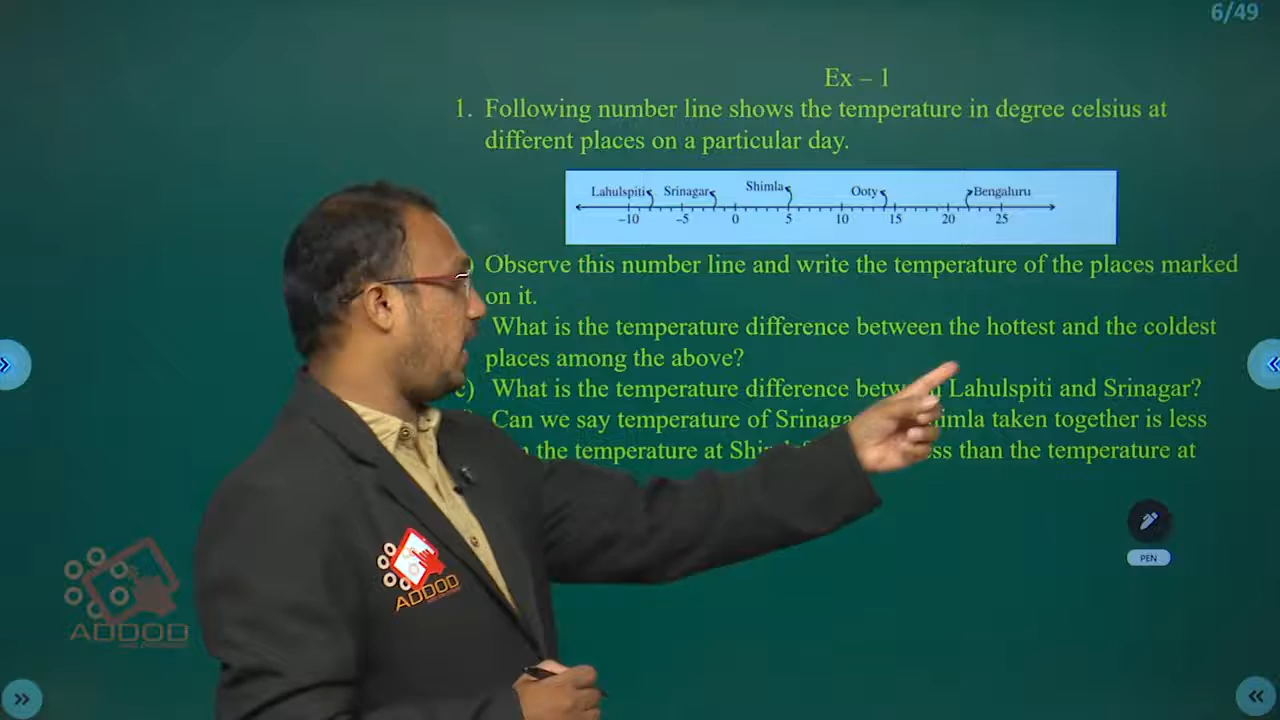 6/49
Ex – 1
1. Following number line shows the temperature in degree celsius at
different places on a particular day.
Lahulspiti Srinagar Shimla Ooty Bengaluru
–10 –5 0 5 10 15 20 25
Observe this number line and write the temperature of the places marked
on it.
What is the temperature difference between the hottest and the coldest
places among the above?
c) What is the temperature difference Lahulspiti and Srinagar?
Can we say temperature of taken together is less
the temperature at than the temperature at
PEN
ADDOD
ADDOD